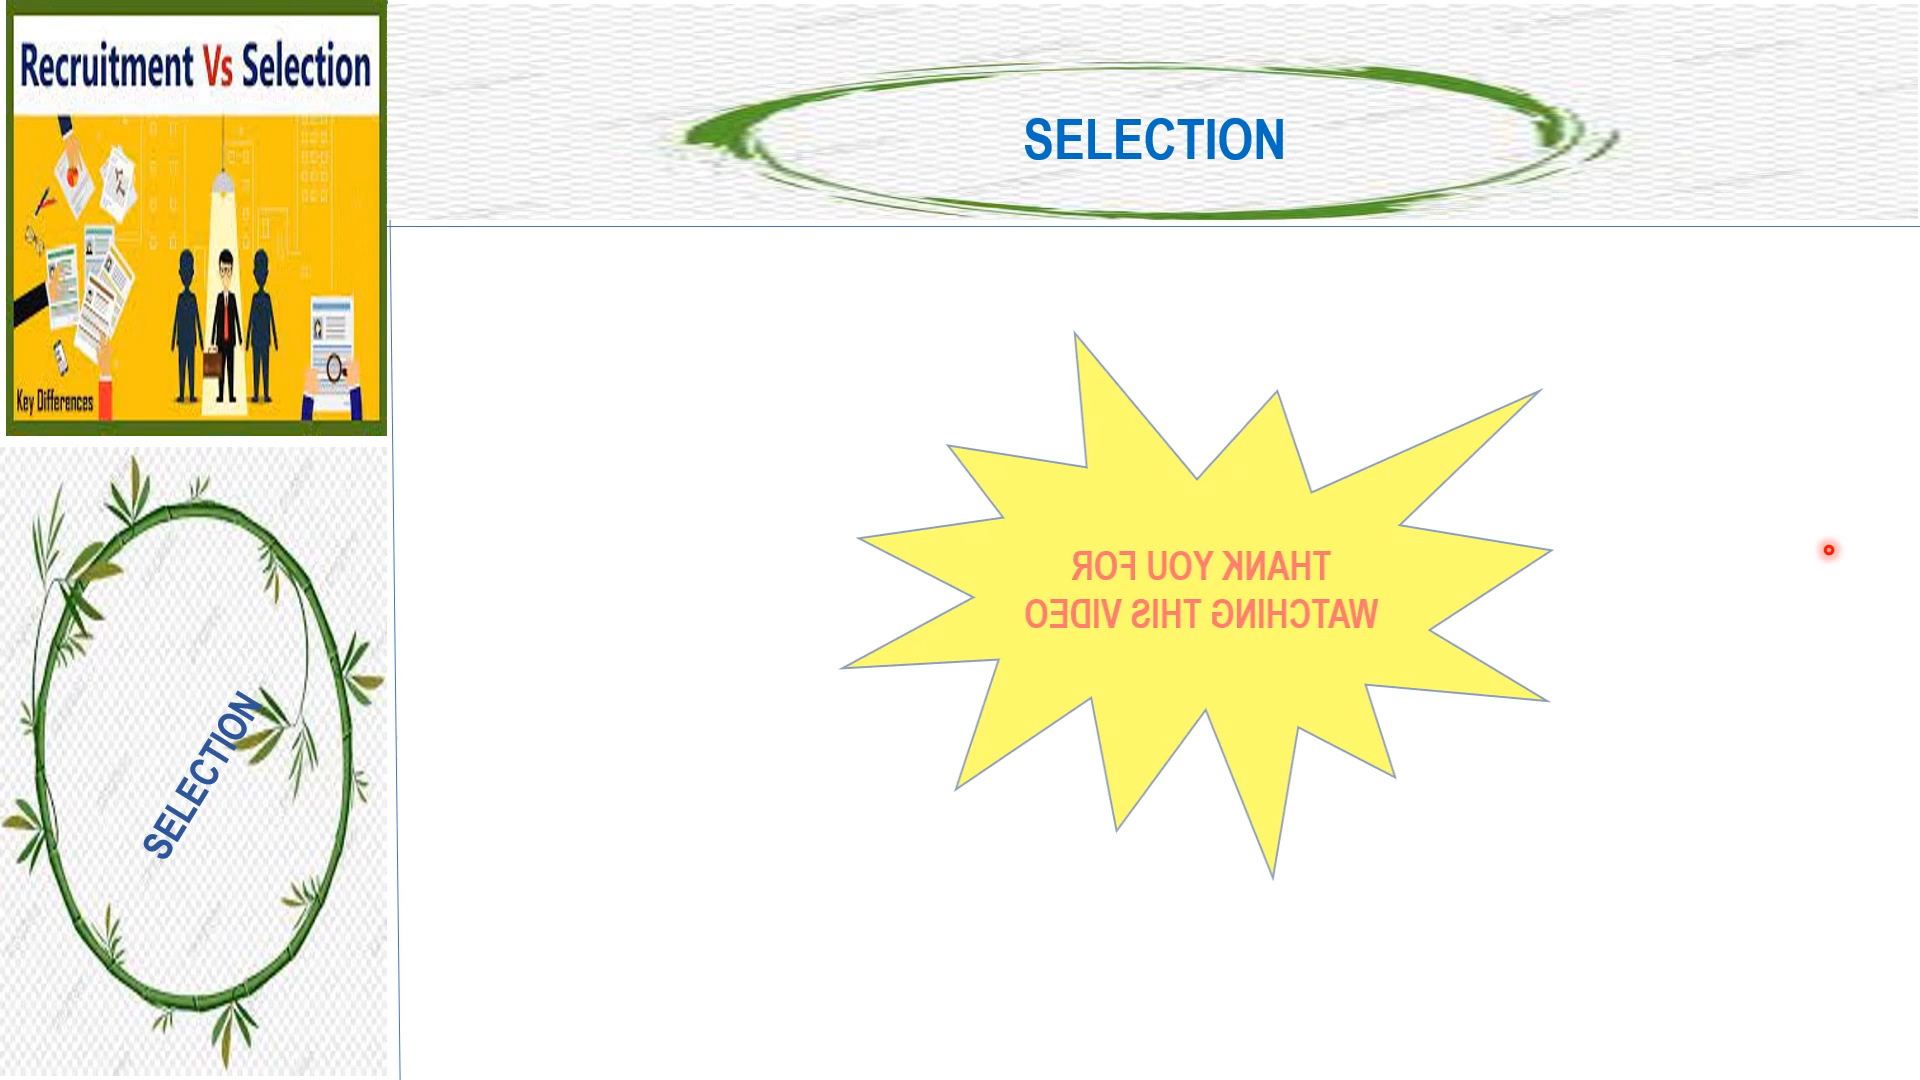 Recruitment Vs Selection
Key Differences
SELECTION
SELECTION
THANK YOU FOR
WATCHING THIS VIDEO